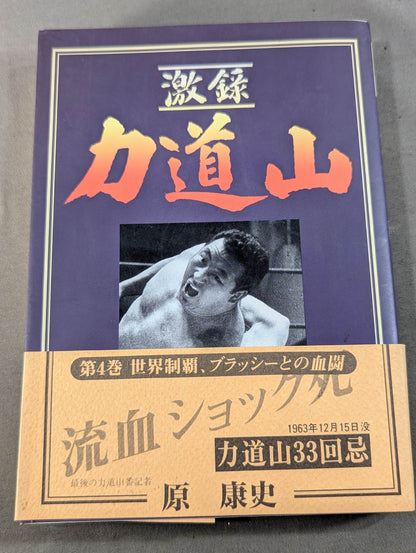 激録
力道山
第4巻 世界制覇、ブラッシーとの血闘
流血ショック死
1963年12月15日没
力道山33回忌
最後の力道山番記者
原 康史